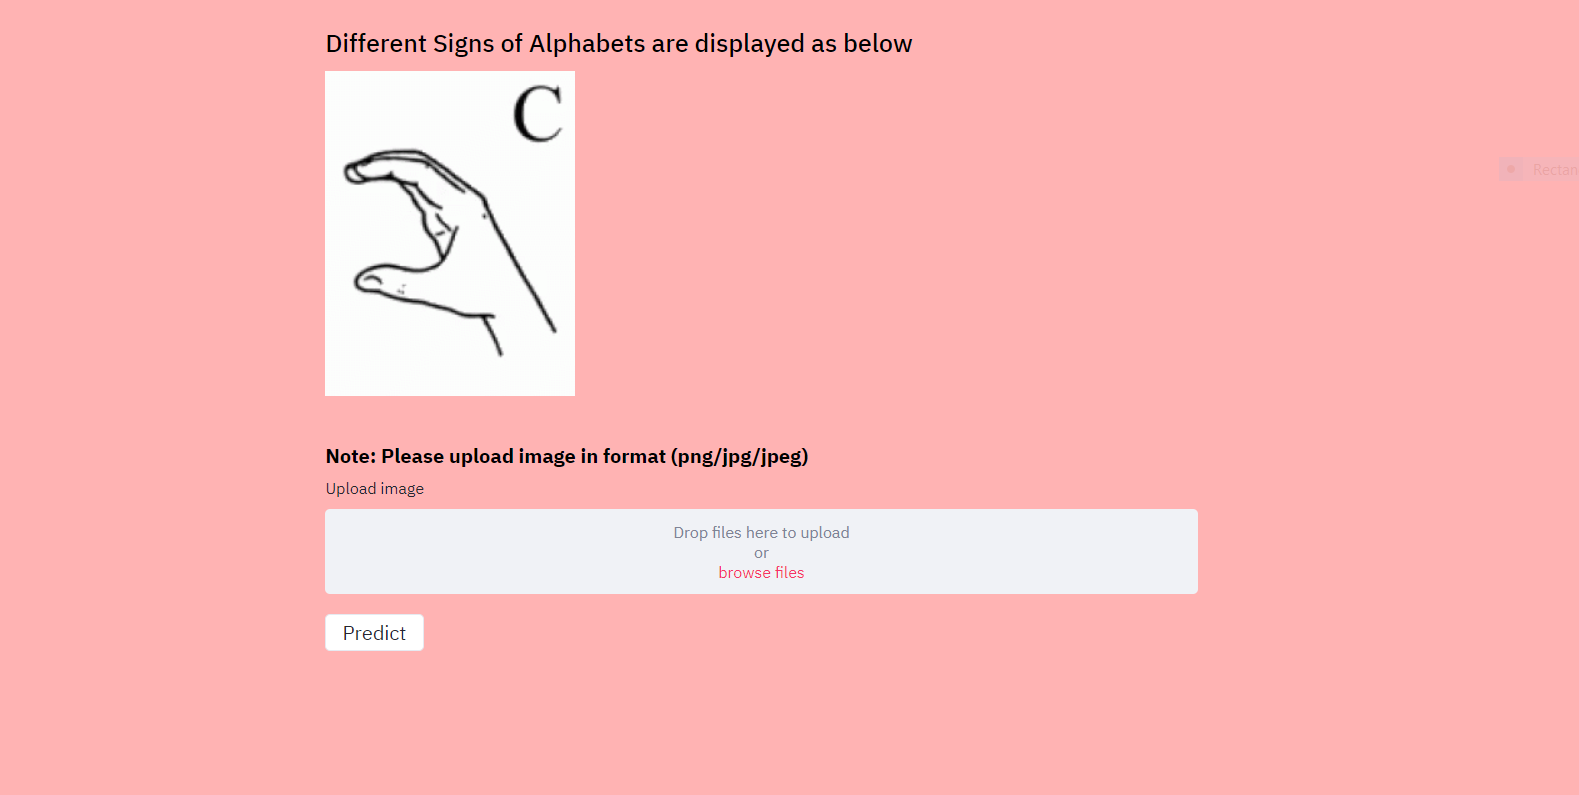 Different Signs of Alphabets are displayed as below
C
Rectan
Note: Please upload image in format (png/jpg/jpeg)
Upload image
Drop files here to upload
or
browse files
Predict